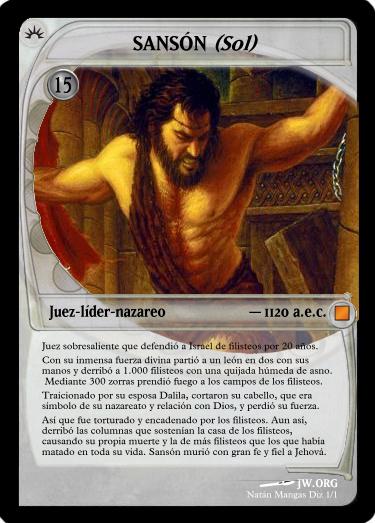 SANSÓN (Sol)
15
Juez-líder-nazareo — 1120 a.e.c.
Juez sobresaliente que defendió a Israel de filisteos por 20 años.
Con su inmensa fuerza divina partió a un león en dos con sus
manos y derribó a 1.000 filisteos con una quijada húmeda de asno.
Mediante 300 zorras prendió fuego a los campos de los filisteos.
Traicionado por su esposa Dalila, cortaron su cabello, que era
símbolo de su nazareato y relación con Dios, y perdió su fuerza.
Así que fue torturado y encadenado por los filisteos. Aun así,
derribó las columnas que sostenían la casa de los filisteos,
causando su propia muerte y la de más filisteos que los que había
matado en toda su vida. Sansón murió con gran fe y fiel a Jehová.
jW.ORG
Natán Mangas Diz 1/1